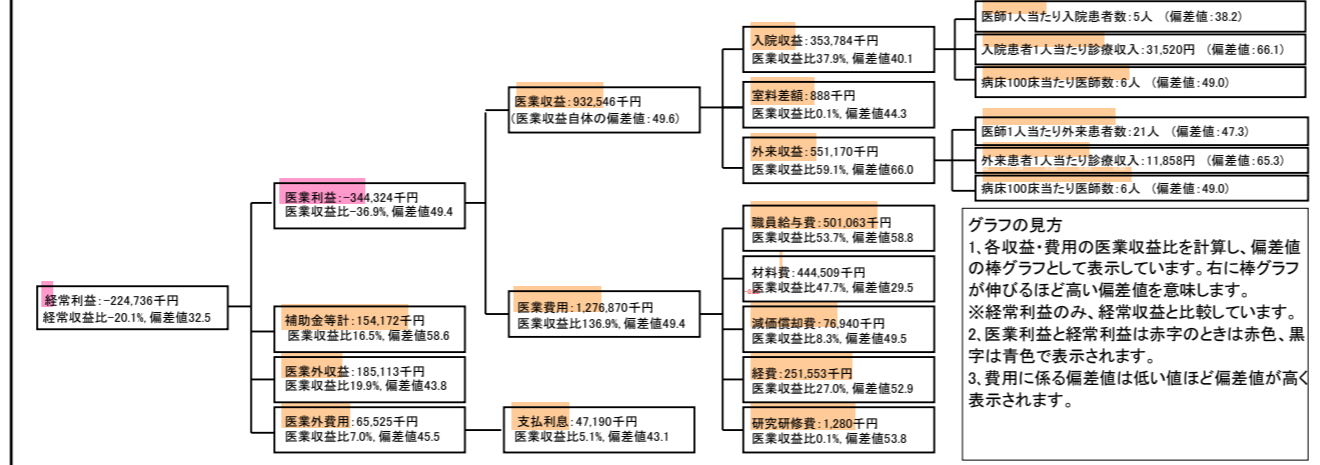 経常利益:-224,736千円
経常収益比-20.1%, 偏差値32.5
医業利益:-344,324千円
医業収益比-36.9%, 偏差値49.4
補助金等計:154,172千円
医業収益比16.5%, 偏差値58.6
医業外収益:185,113千円
医業収益比19.9%, 偏差値43.8
医業外費用:65,525千円
医業収益比7.0%, 偏差値45.5
医業収益:932,546千円
(医業収益自体の偏差値:49.6)
医業費用:1,276,870千円
医業収益比136.9%, 偏差値49.4
支払利息:47,190千円
医業収益比5.1%, 偏差値43.1
入院収益:353,784千円
医業収益比37.9%, 偏差値40.1
室料差額:888千円
医業収益比0.1%, 偏差値44.3
外来収益:551,170千円
医業収益比59.1%, 偏差値66.0
職員給与費:501,063千円
医業収益比53.7%, 偏差値58.8
材料費:444,509千円
医業収益比47.7%, 偏差値29.5
減価償却費:76,940千円
医業収益比8.3%, 偏差値49.5
経費:251,553千円
医業収益比27.0%, 偏差値52.9
研究研修費:1,280千円
医業収益比0.1%, 偏差値53.8
医師1人当たり入院患者数:5人 (偏差値:38.2)
入院患者1人当たり診療収入:31,520円 (偏差値:66.1)
病床100床当たり医師数:6人 (偏差値:49.0)
医師1人当たり外来患者数:21人 (偏差値:47.3)
外来患者1人当たり診療収入:11,858円 (偏差値:65.3)
病床100床当たり医師数:6人 (偏差値:49.0)
グラフの見方
1、各収益・費用の医業収益比を計算し、偏差値
の棒グラフとして表示しています。右に棒グラフ
が伸びるほど高い偏差値を意味します。
※経常利益のみ、経常収益と比較しています。
2、医業利益と経常利益は赤字のときは赤色、黒
字は青色で表示されます。
3、費用に係る偏差値は低い値ほど偏差値が高く
表示されます。